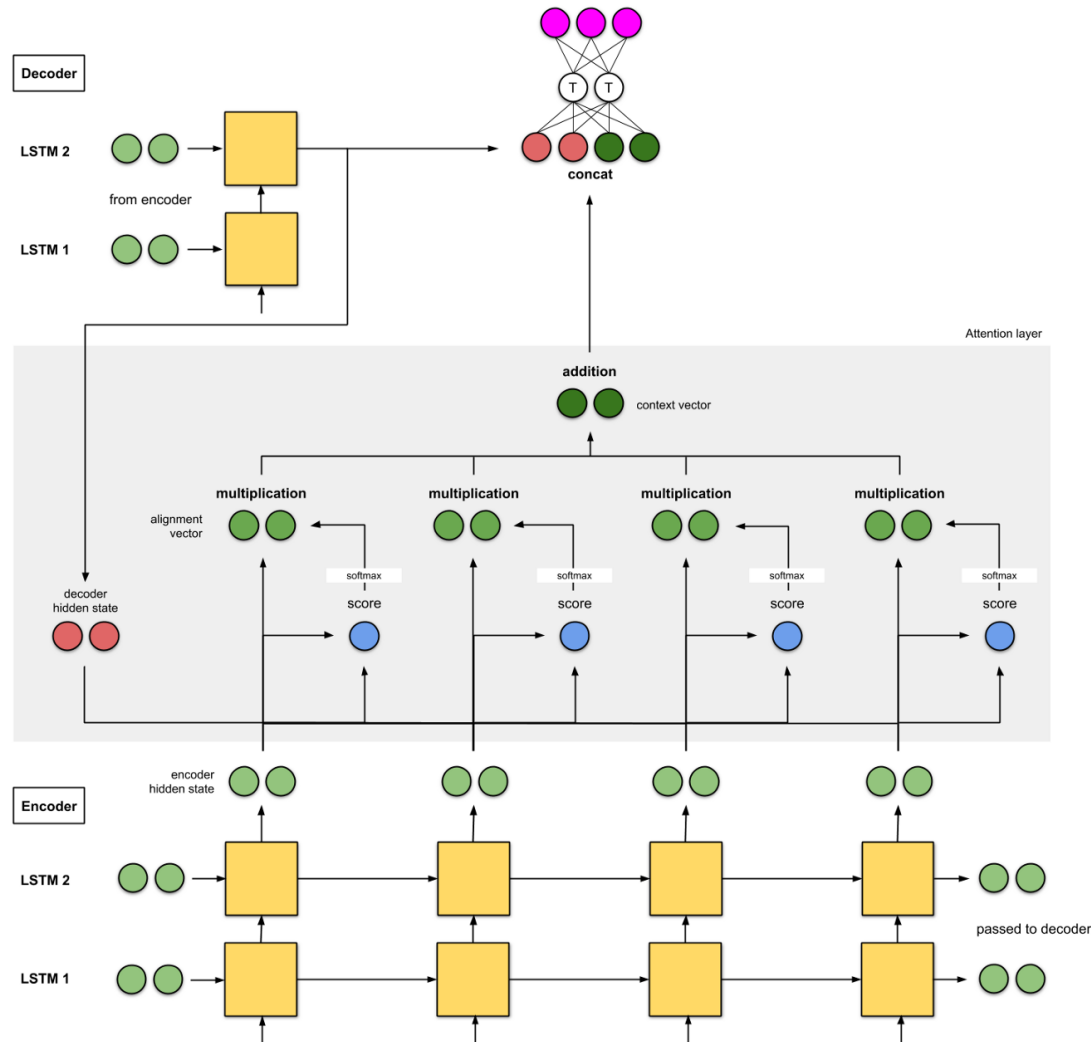 Decoder
T T
LSTM 2
concat
from encoder
LSTM 1
Attention layer
addition
context vector
multiplication multiplication multiplication multiplication
alignment
vector
softmax softmax softmax softmax
decoder
hidden state
score score score score
encoder
hidden state
Encoder
LSTM 2
passed to decoder
LSTM 1